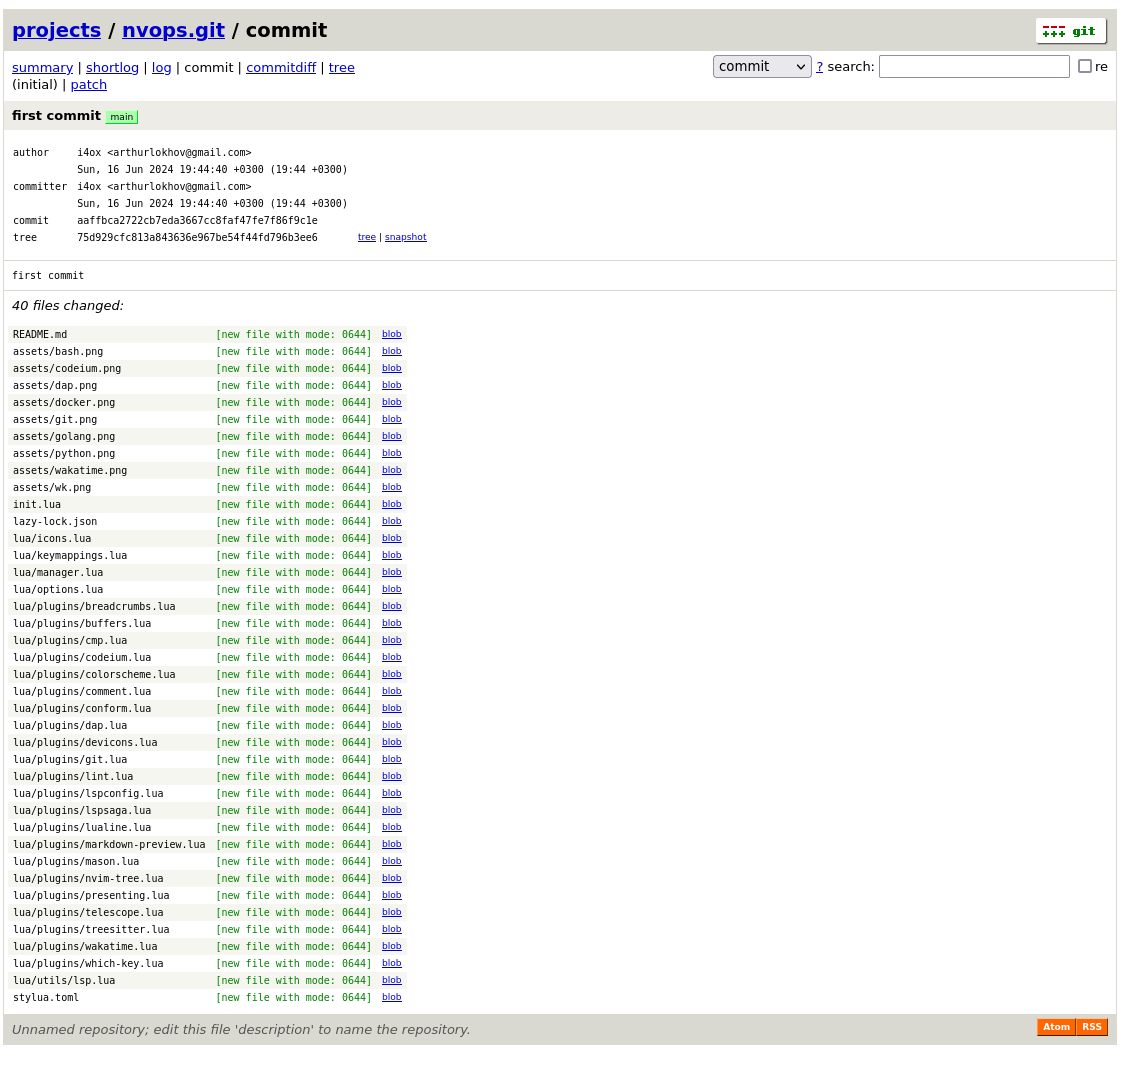 projects / nvops.git / commit
git
summary | shortlog | log | commit | commitdiff | tree
commit ? search: re
(initial) | patch
first commit main
author i4ox <arthurlokhov@gmail.com>
Sun, 16 Jun 2024 19:44:40 +0300 (19:44 +0300)
committer i4ox <arthurlokhov@gmail.com>
Sun, 16 Jun 2024 19:44:40 +0300 (19:44 +0300)
commit aaffbca2722cb7eda3667cc8faf47fe7f86f9c1e
tree 75d929cfc813a843636e967be54f44fd796b3ee6 tree | snapshot
first commit
40 files changed:
README.md [new file with mode: 0644] blob
assets/bash.png [new file with mode: 0644] blob
assets/codeium.png [new file with mode: 0644] blob
assets/dap.png [new file with mode: 0644] blob
assets/docker.png [new file with mode: 0644] blob
assets/git.png [new file with mode: 0644] blob
assets/golang.png [new file with mode: 0644] blob
assets/python.png [new file with mode: 0644] blob
assets/wakatime.png [new file with mode: 0644] blob
assets/wk.png [new file with mode: 0644] blob
init.lua [new file with mode: 0644] blob
lazy-lock.json [new file with mode: 0644] blob
lua/icons.lua [new file with mode: 0644] blob
lua/keymappings.lua [new file with mode: 0644] blob
lua/manager.lua [new file with mode: 0644] blob
lua/options.lua [new file with mode: 0644] blob
lua/plugins/breadcrumbs.lua [new file with mode: 0644] blob
lua/plugins/buffers.lua [new file with mode: 0644] blob
lua/plugins/cmp.lua [new file with mode: 0644] blob
lua/plugins/codeium.lua [new file with mode: 0644] blob
lua/plugins/colorscheme.lua [new file with mode: 0644] blob
lua/plugins/comment.lua [new file with mode: 0644] blob
lua/plugins/conform.lua [new file with mode: 0644] blob
lua/plugins/dap.lua [new file with mode: 0644] blob
lua/plugins/devicons.lua [new file with mode: 0644] blob
lua/plugins/git.lua [new file with mode: 0644] blob
lua/plugins/lint.lua [new file with mode: 0644] blob
lua/plugins/lspconfig.lua [new file with mode: 0644] blob
lua/plugins/lspsaga.lua [new file with mode: 0644] blob
lua/plugins/lualine.lua [new file with mode: 0644] blob
lua/plugins/markdown-preview.lua [new file with mode: 0644] blob
lua/plugins/mason.lua [new file with mode: 0644] blob
lua/plugins/nvim-tree.lua [new file with mode: 0644] blob
lua/plugins/presenting.lua [new file with mode: 0644] blob
lua/plugins/telescope.lua [new file with mode: 0644] blob
lua/plugins/treesitter.lua [new file with mode: 0644] blob
lua/plugins/wakatime.lua [new file with mode: 0644] blob
lua/plugins/which-key.lua [new file with mode: 0644] blob
lua/utils/lsp.lua [new file with mode: 0644] blob
stylua.toml [new file with mode: 0644] blob
Unnamed repository; edit this file 'description' to name the repository.
Atom RSS